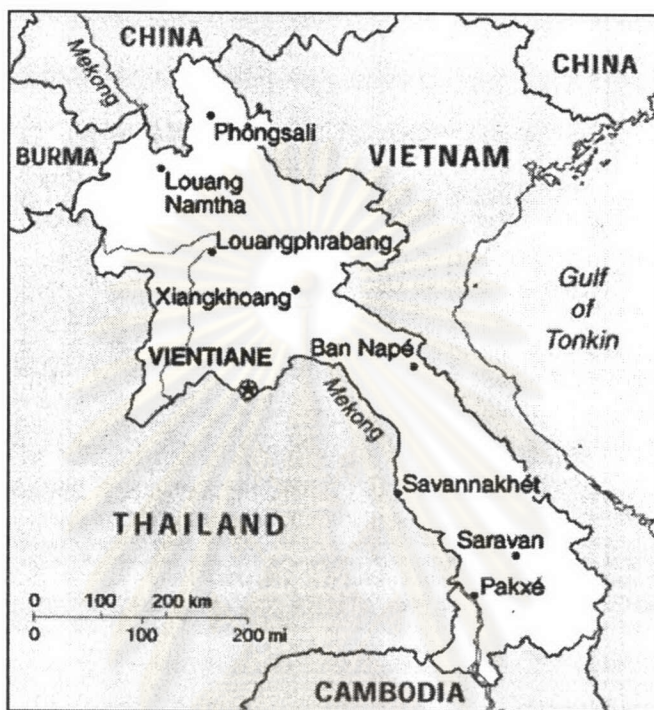 CHINA
CHINA
Mekong
Phôngsali
BURMA
VIETNAM
Louang
Namtha
Louangphrabang
Gulf
of
Tonkin
Xiangkhoang
VIENTIANE
Ban Napé
Mekong
Savannakhét
THAILAND
Saravan
Pakxé
0 100 200 km
0 100 200 mi
CAMBODIA